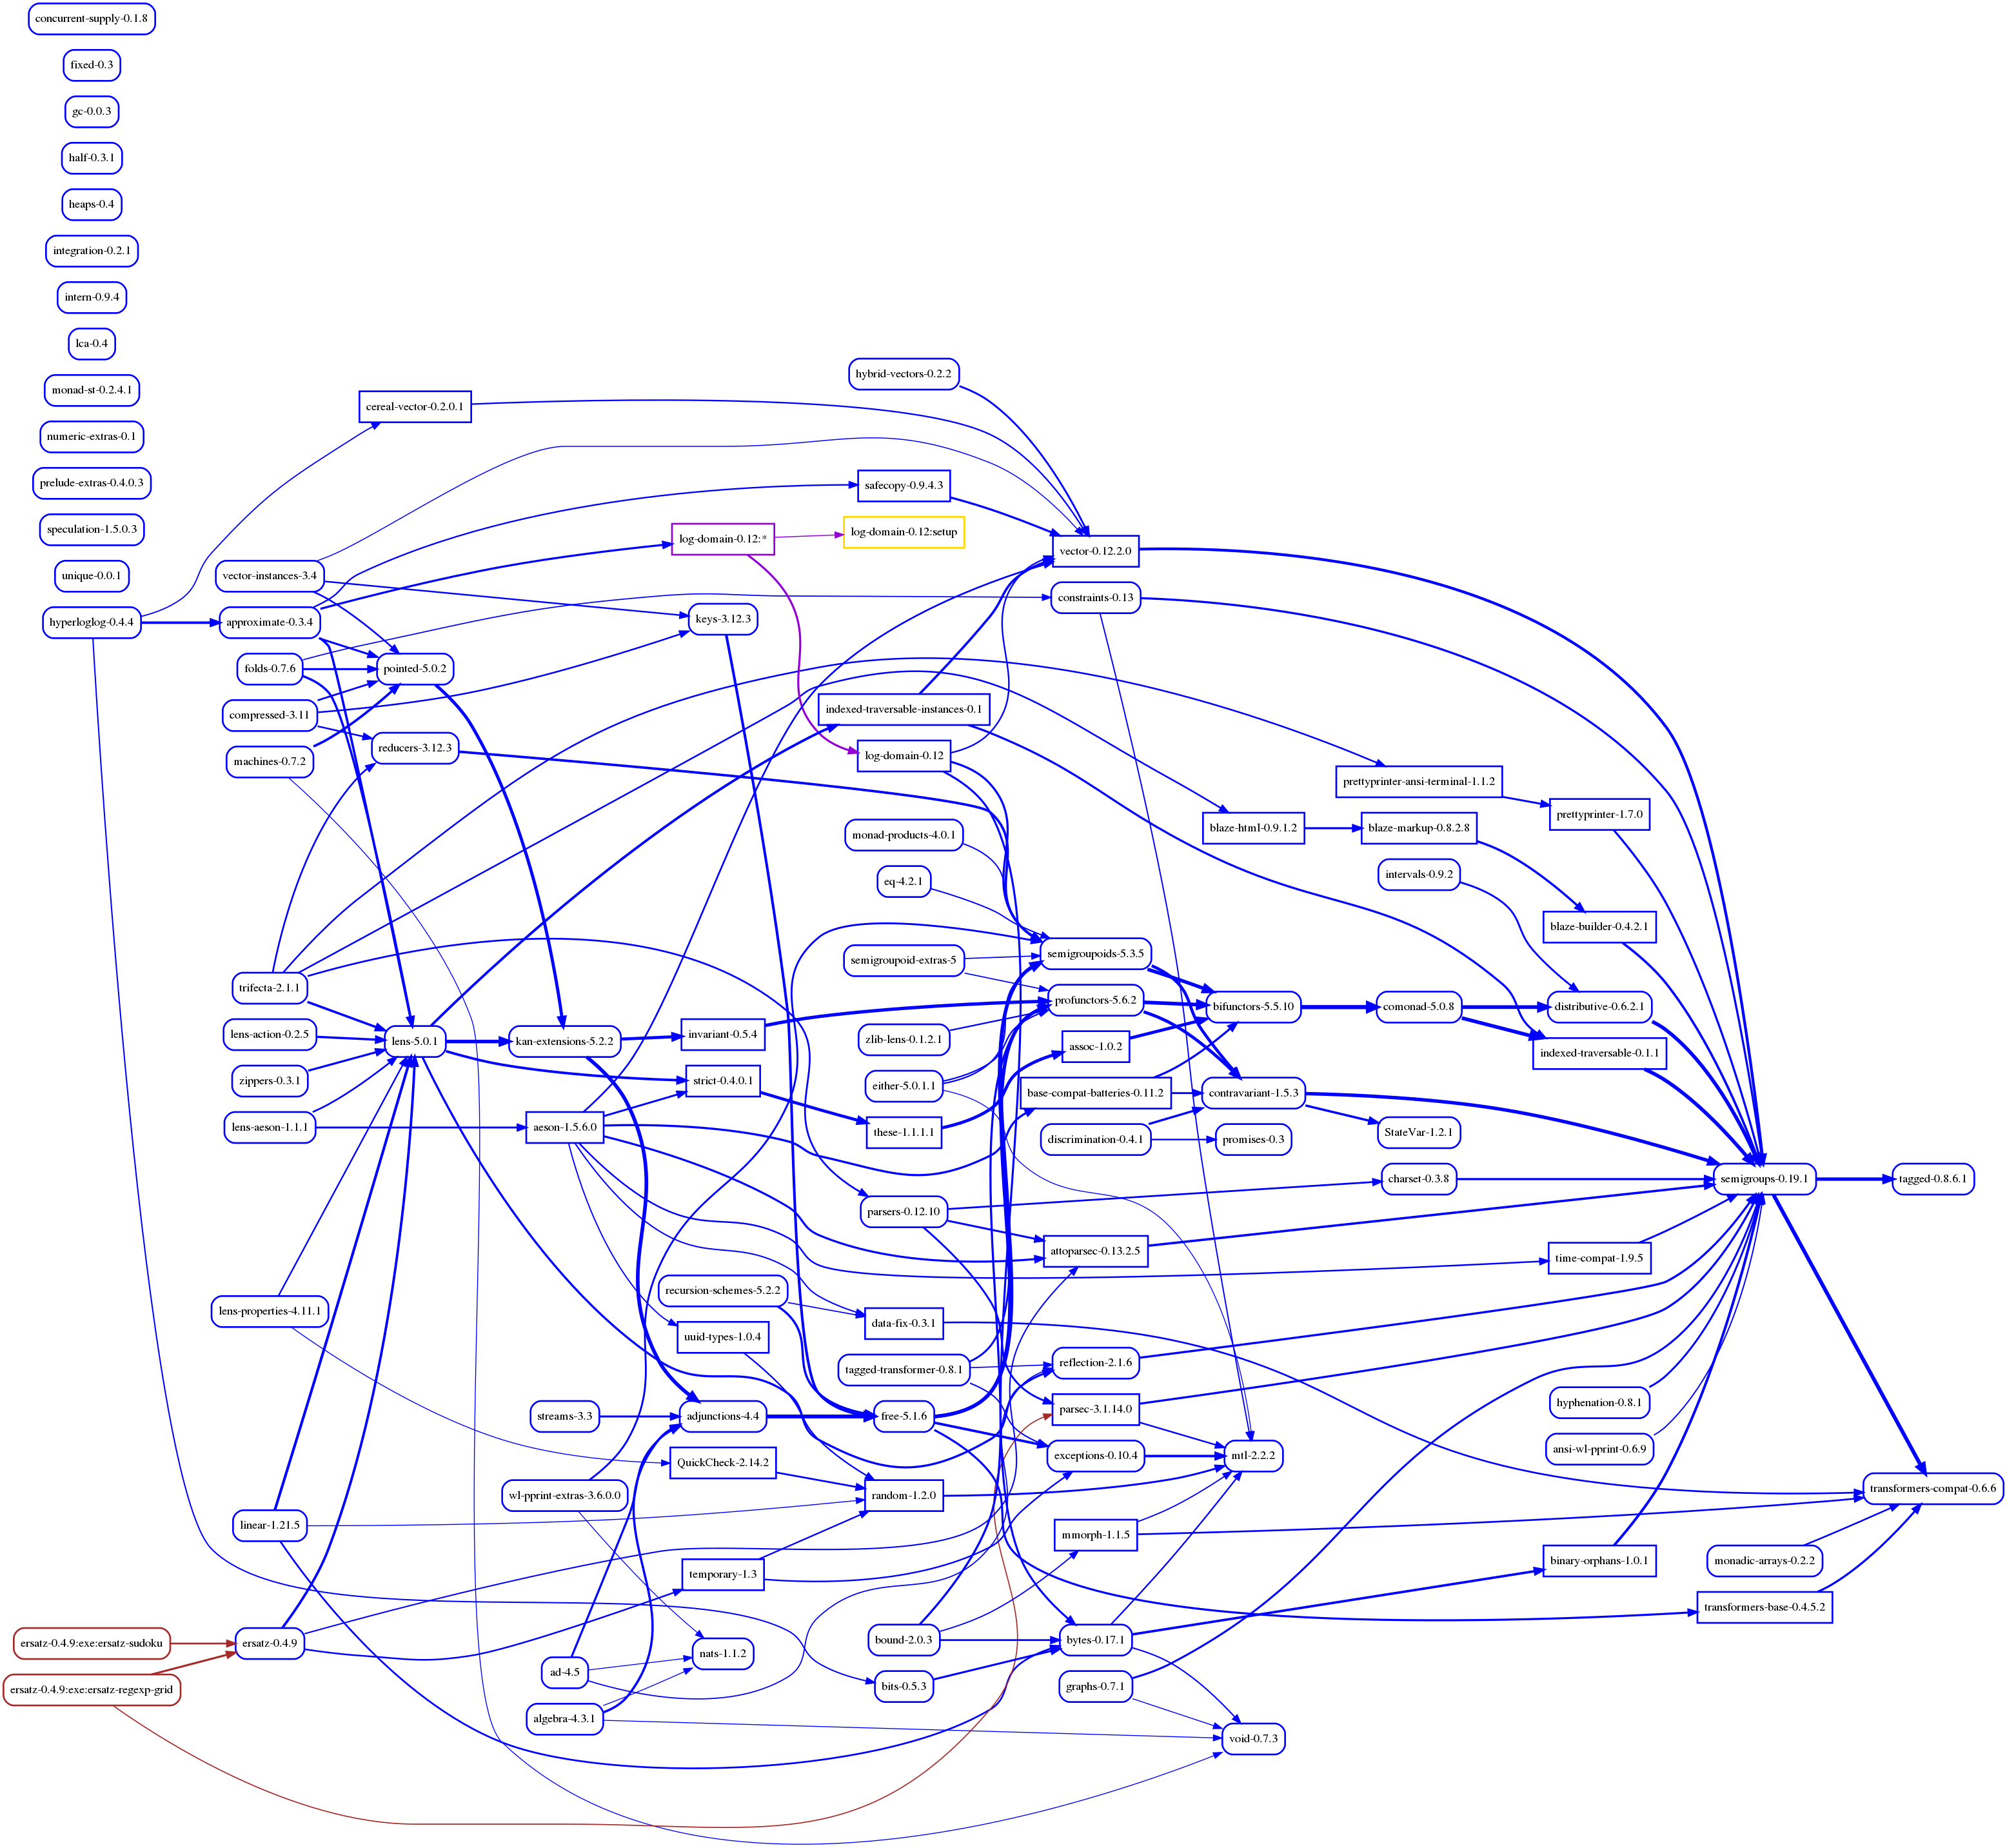 concurrent-supply-0.1.8
fixed-0.3
gc-0.0.3
half-0.3.1
heaps-0.4
integration-0.2.1
intern-0.9.4
lca-0.4
monad-st-0.2.4.1
numeric-extras-0.1
prelude-extras-0.4.0.3
speculation-1.5.0.3
unique-0.0.1
hyperloglog-0.4.4
ersatz-0.4.9:exe:ersatz-sudoku
ersatz-0.4.9:exe:ersatz-regexp-grid
vector-instances-3.4
approximate-0.3.4
folds-0.7.6
compressed-3.11
machines-0.7.2
trifecta-2.1.1
lens-action-0.2.5
zippers-0.3.1
lens-aeson-1.1.1
lens-properties-4.11.1
linear-1.21.5
ersatz-0.4.9
cereal-vector-0.2.0.1
pointed-5.0.2
reducers-3.12.3
lens-5.0.1
kan-extensions-5.2.2
aeson-1.5.6.0
streams-3.3
wl-pprint-extras-3.6.0.0
ad-4.5
algebra-4.3.1
log-domain-0.12:*
keys-3.12.3
invariant-0.5.4
strict-0.4.0.1
recursion-schemes-5.2.2
uuid-types-1.0.4
adjunctions-4.4
QuickCheck-2.14.2
temporary-1.3
nats-1.1.2
hybrid-vectors-0.2.2
safecopy-0.9.4.3
log-domain-0.12:setup
indexed-traversable-instances-0.1
log-domain-0.12
monad-products-4.0.1
eq-4.2.1
semigroupoid-extras-5
zlib-lens-0.1.2.1
either-5.0.1.1
these-1.1.1.1
parsers-0.12.10
data-fix-0.3.1
tagged-transformer-0.8.1
free-5.1.6
random-1.2.0
bound-2.0.3
bits-0.5.3
vector-0.12.2.0
constraints-0.13
semigroupoids-5.3.5
profunctors-5.6.2
assoc-1.0.2
base-compat-batteries-0.11.2
discrimination-0.4.1
attoparsec-0.13.2.5
reflection-2.1.6
parsec-3.1.14.0
exceptions-0.10.4
mmorph-1.1.5
bytes-0.17.1
graphs-0.7.1
blaze-html-0.9.1.2
bifunctors-5.5.10
contravariant-1.5.3
promises-0.3
mtl-2.2.2
void-0.7.3
prettyprinter-ansi-terminal-1.1.2
blaze-markup-0.8.2.8
intervals-0.9.2
comonad-5.0.8
StateVar-1.2.1
charset-0.3.8
prettyprinter-1.7.0
blaze-builder-0.4.2.1
distributive-0.6.2.1
indexed-traversable-0.1.1
time-compat-1.9.5
hyphenation-0.8.1
ansi-wl-pprint-0.6.9
binary-orphans-1.0.1
semigroups-0.19.1
monadic-arrays-0.2.2
transformers-base-0.4.5.2
tagged-0.8.6.1
transformers-compat-0.6.6